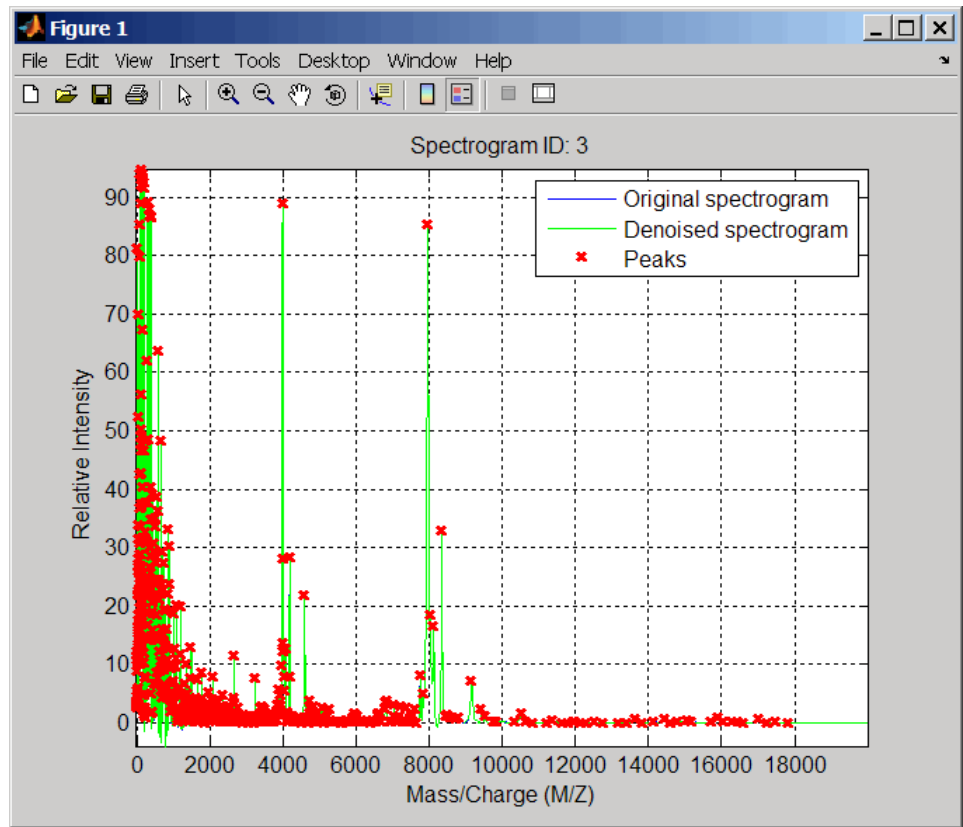 Figure 1
File Edit View Insert Tools Desktop Window Help
Spectrogram ID: 3
Original spectrogram
Denoised spectrogram
Peaks
90
80
70
60
50
40
30
20
10
0
Relative Intensity
0 2000 4000 6000 8000 10000 12000 14000 16000 18000
Mass/Charge (M/Z)